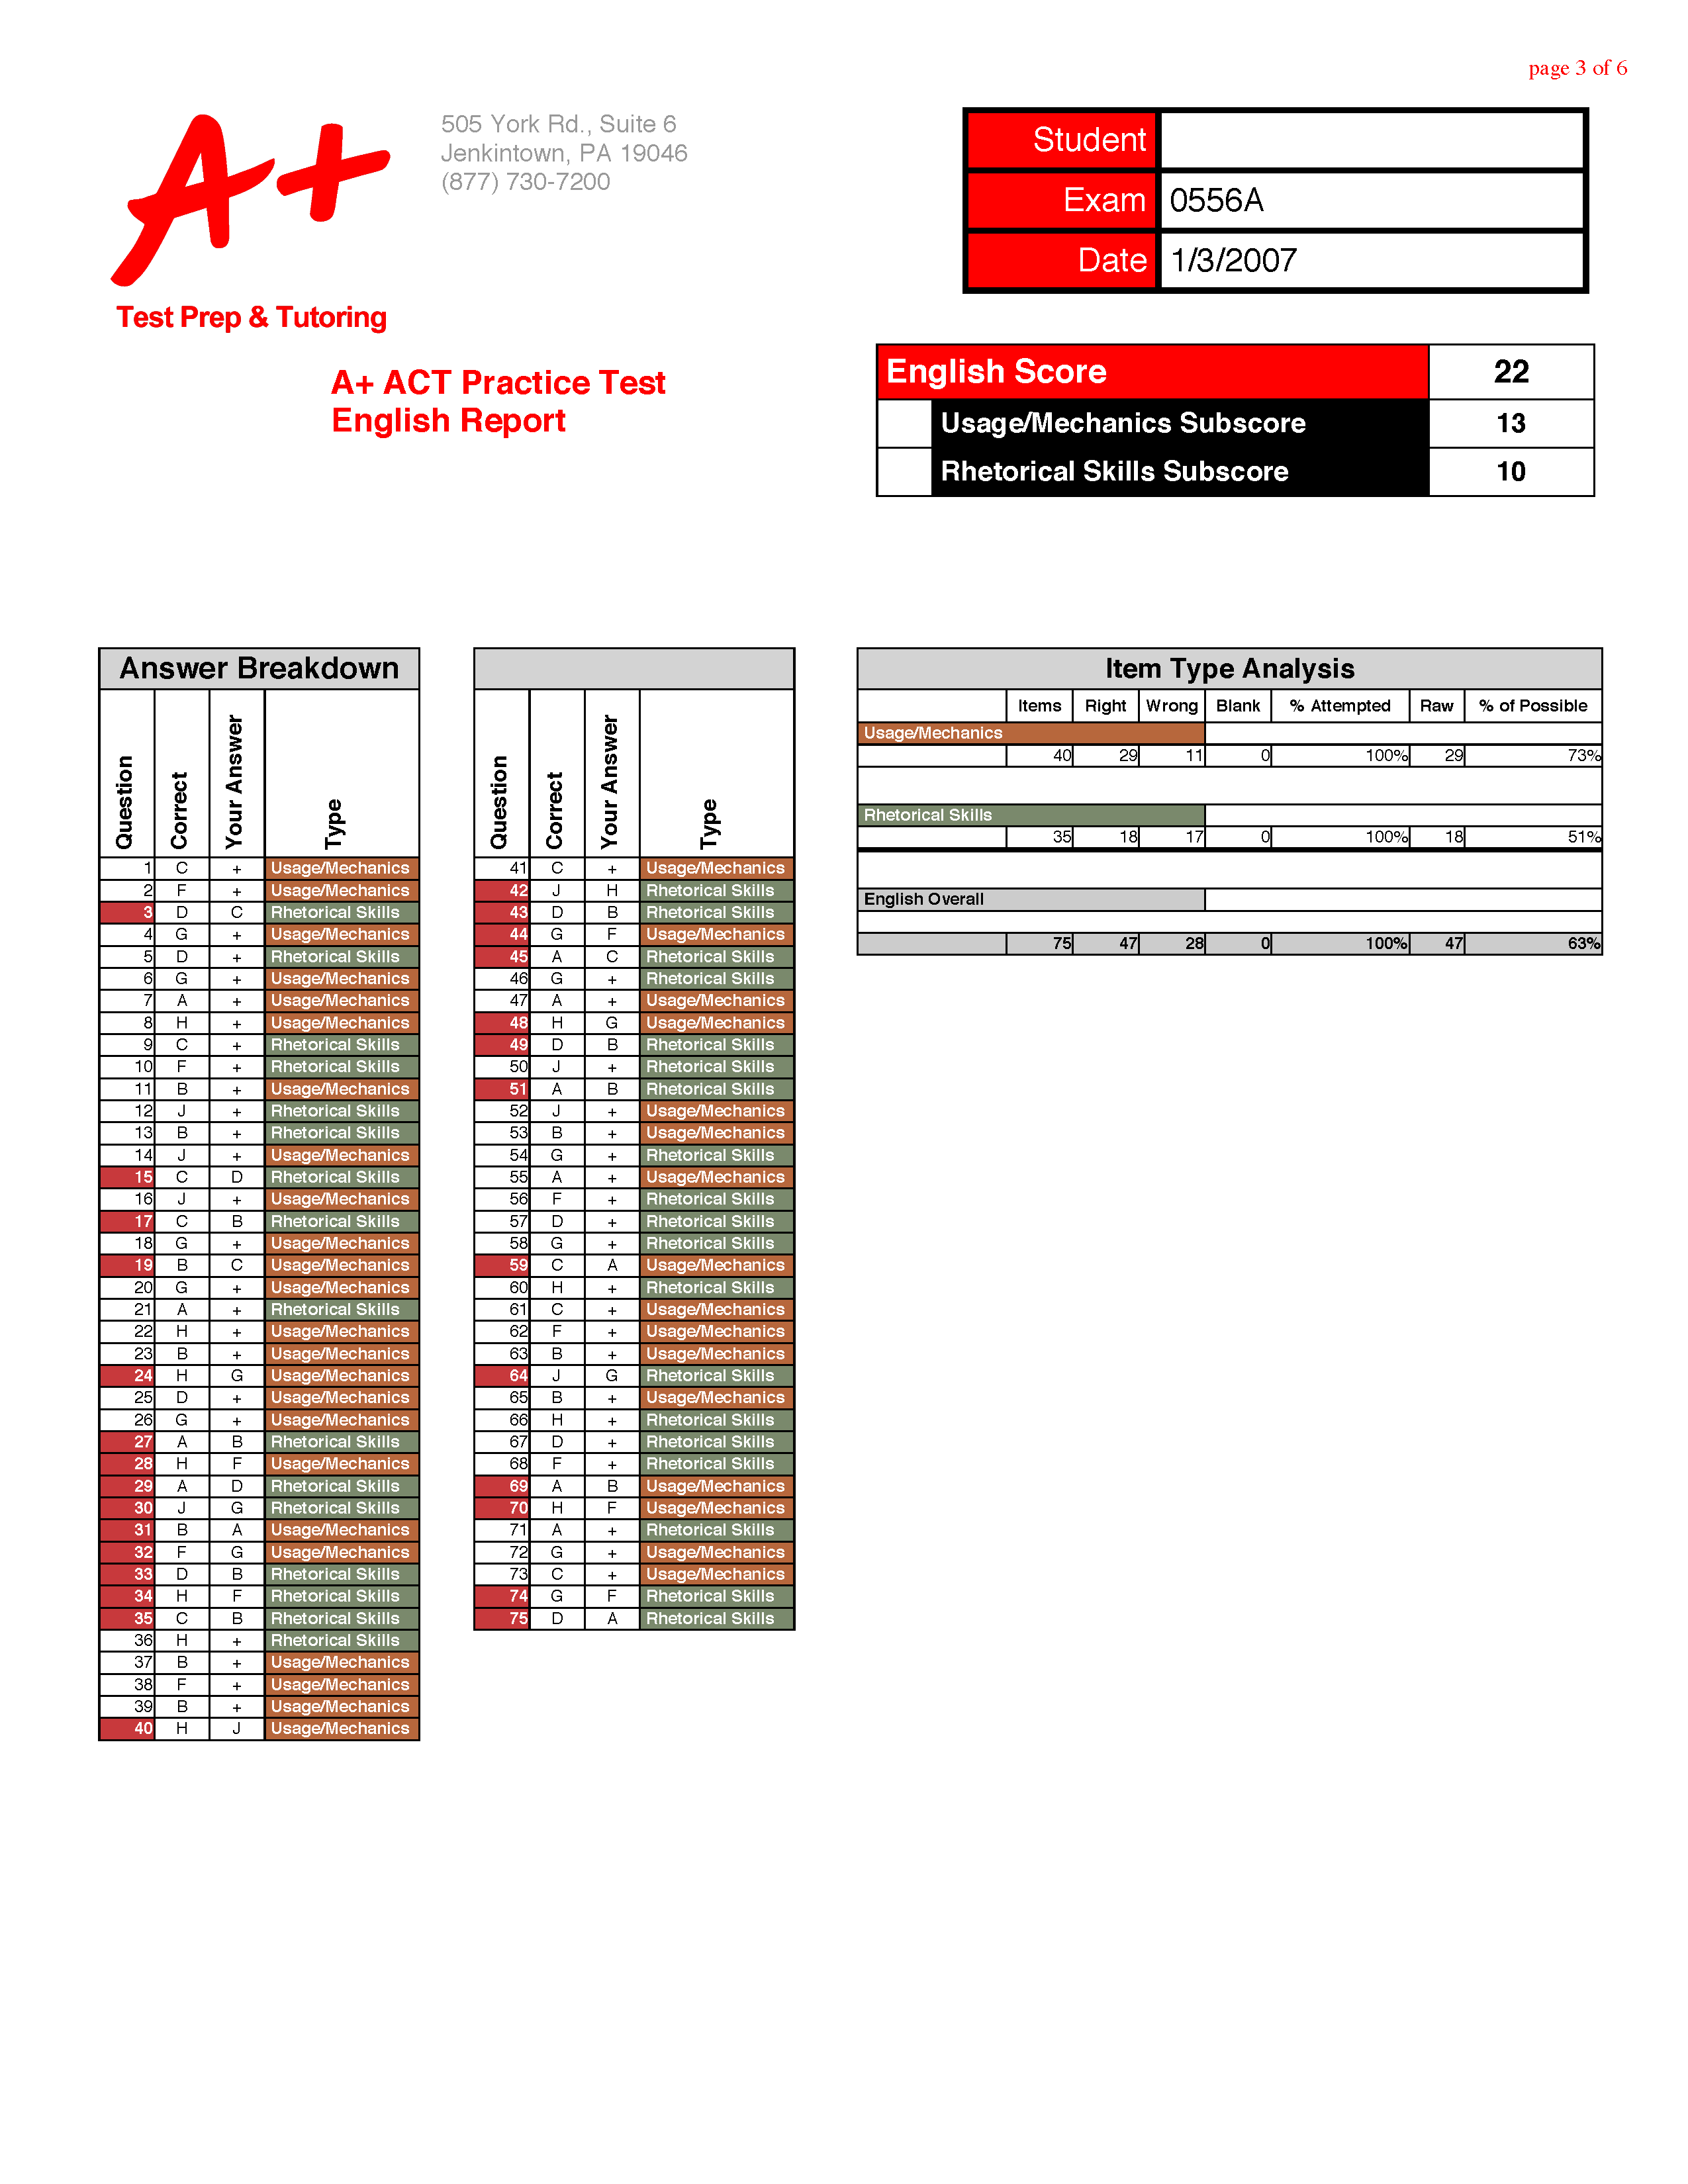 page 3 of 6
A+
505 York Rd., Suite 6
Jenkintown, PA 19046
(877) 730-7200
Test Prep & Tutoring
Student
Exam 0556A
Date 1/3/2007
A+ ACT Practice Test
English Report
English Score 22
Usage/Mechanics Subscore 13
Rhetorical Skills Subscore 10
Answer Breakdown
Question Correct Your Answer Type
1 C + Usage/Mechanics
2 F + Usage/Mechanics
3 D C Rhetorical Skills
4 G + Usage/Mechanics
5 D + Rhetorical Skills
6 G + Usage/Mechanics
7 A + Usage/Mechanics
8 H + Usage/Mechanics
9 C + Rhetorical Skills
10 F + Rhetorical Skills
11 B + Usage/Mechanics
12 J + Rhetorical Skills
13 B + Rhetorical Skills
14 J + Usage/Mechanics
15 C D Rhetorical Skills
16 J + Usage/Mechanics
17 C B Rhetorical Skills
18 G + Usage/Mechanics
19 B C Usage/Mechanics
20 G + Usage/Mechanics
21 A + Rhetorical Skills
22 H + Usage/Mechanics
23 B + Usage/Mechanics
24 H G Usage/Mechanics
25 D + Usage/Mechanics
26 G + Usage/Mechanics
27 A B Rhetorical Skills
28 H F Usage/Mechanics
29 A D Rhetorical Skills
30 J G Rhetorical Skills
31 B A Usage/Mechanics
32 F G Usage/Mechanics
33 D B Rhetorical Skills
34 H F Rhetorical Skills
35 C B Rhetorical Skills
36 H + Rhetorical Skills
37 B + Usage/Mechanics
38 F + Usage/Mechanics
39 B + Usage/Mechanics
40 H J Usage/Mechanics
Question Correct Your Answer Type
41 C + Usage/Mechanics
42 J H Rhetorical Skills
43 D B Rhetorical Skills
44 G F Usage/Mechanics
45 A C Rhetorical Skills
46 G + Rhetorical Skills
47 A + Usage/Mechanics
48 H G Usage/Mechanics
49 D B Rhetorical Skills
50 J + Rhetorical Skills
51 A B Rhetorical Skills
52 J + Usage/Mechanics
53 B + Usage/Mechanics
54 G + Rhetorical Skills
55 A + Usage/Mechanics
56 F + Rhetorical Skills
57 D + Rhetorical Skills
58 G + Rhetorical Skills
59 C A Usage/Mechanics
60 H + Rhetorical Skills
61 C + Usage/Mechanics
62 F + Usage/Mechanics
63 B + Usage/Mechanics
64 J G Rhetorical Skills
65 B + Usage/Mechanics
66 H + Rhetorical Skills
67 D + Rhetorical Skills
68 F + Rhetorical Skills
69 A B Usage/Mechanics
70 H F Usage/Mechanics
71 A + Rhetorical Skills
72 G + Usage/Mechanics
73 C + Usage/Mechanics
74 G F Rhetorical Skills
75 D A Rhetorical Skills
Item Type Analysis
Items Right Wrong Blank % Attempted Raw % of Possible
Usage/Mechanics
40 29 11 0 100% 29 73%
Rhetorical Skills
35 18 17 0 100% 18 51%
English Overall
75 47 28 0 100% 47 63%